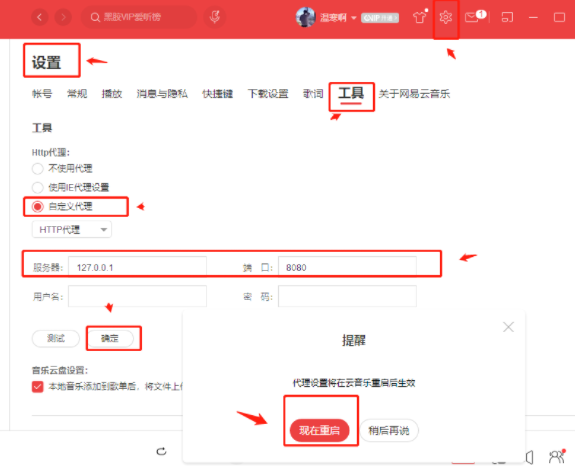 黑胶VIP爱听榜
温寒啊
1
设置
帐号 常规 播放 消息与隐私 快捷键 下载设置 歌词 工具 关于网易云音乐
工具
Http代理:
不使用代理
使用IE代理设置
自定义代理
HTTP代理
服务器: 127.0.0.1 端 口: 8080
用户名: 密 码:
测试 确定
音乐云盘设置:
本地音乐添加到歌单后，将文件上传
提醒
代理设置将在云音乐重启后生效
现在重启 稍后再说